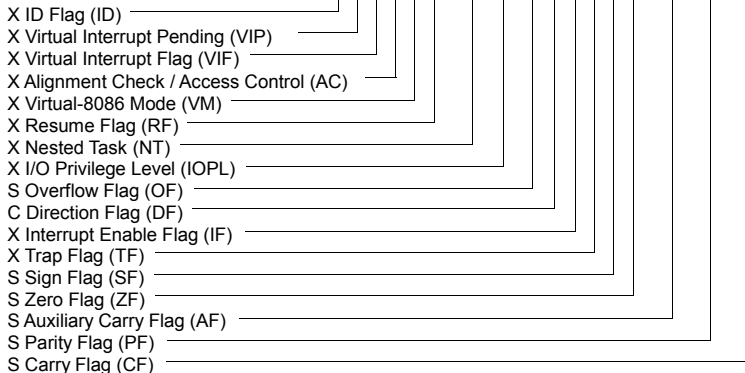 X ID Flag (ID)
X Virtual Interrupt Pending (VIP)
X Virtual Interrupt Flag (VIF)
X Alignment Check / Access Control (AC)
X Virtual-8086 Mode (VM)
X Resume Flag (RF)
X Nested Task (NT)
X I/O Privilege Level (IOPL)
S Overflow Flag (OF)
C Direction Flag (DF)
X Interrupt Enable Flag (IF)
X Trap Flag (TF)
S Sign Flag (SF)
S Zero Flag (ZF)
S Auxiliary Carry Flag (AF)
S Parity Flag (PF)
S Carry Flag (CF)